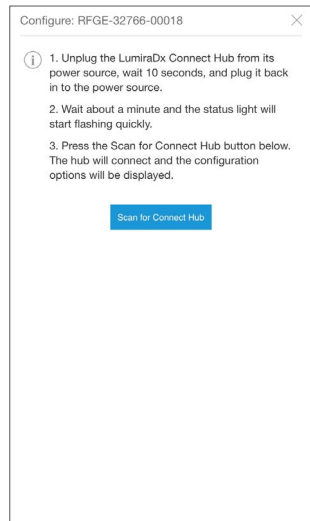 Configure: RFGE-32766-00018
1. Unplug the LumiraDx Connect Hub from its
power source, wait 10 seconds, and plug it back
in to the power source.
2. Wait about a minute and the status light will
start flashing quickly.
3. Press the Scan for Connect Hub button below.
The hub will connect and the configuration
options will be displayed.
Scan for Connect Hub